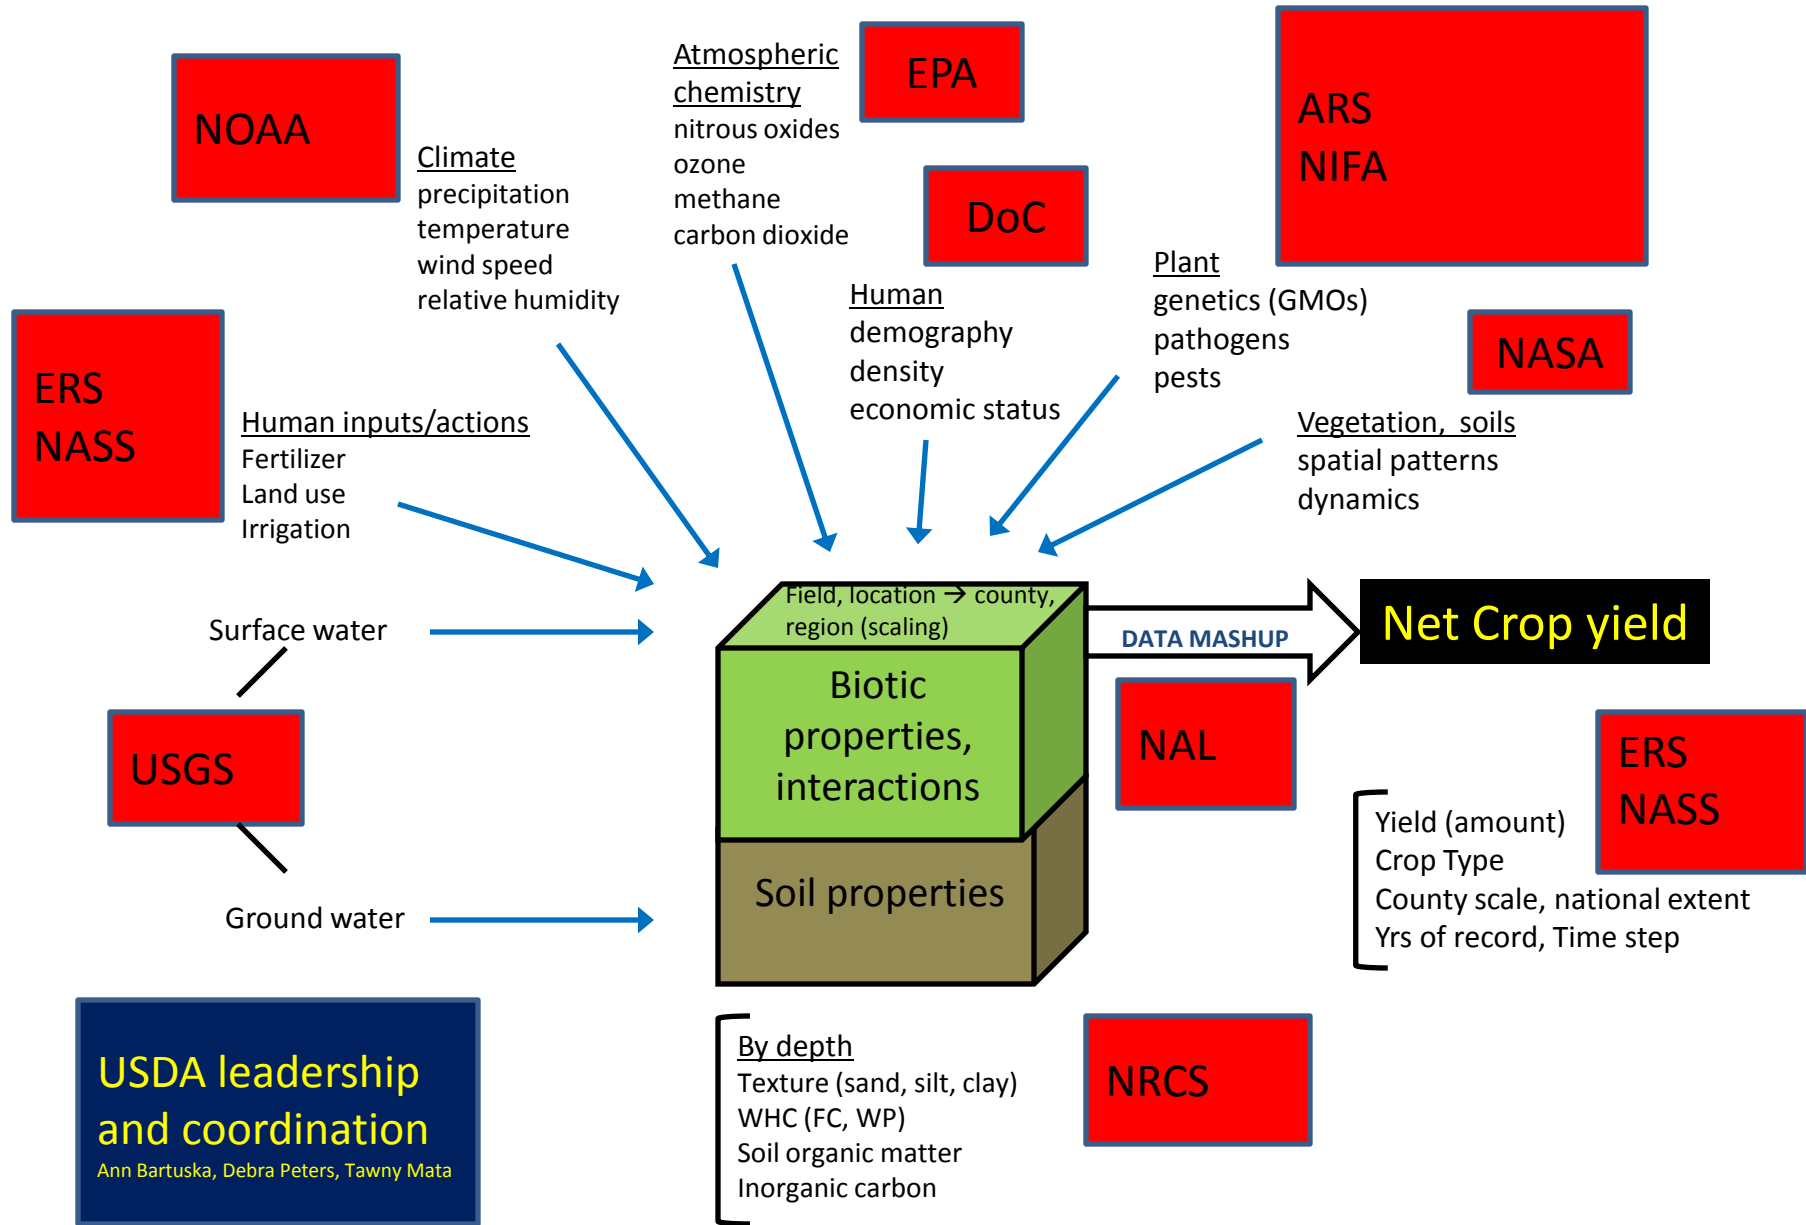 NOAA
Climate
precipitation
temperature
wind speed
relative humidity
Atmospheric
chemistry
nitrous oxides
ozone
methane
carbon dioxide
EPA
DoC
Human
demography
density
economic status
ARS
NIFA
Plant
genetics (GMOs)
pathogens
pests
NASA
Vegetation, soils
spatial patterns
dynamics
ERS
NASS
Human inputs/actions
Fertilizer
Land use
Irrigation
Surface water
USGS
Ground water
Field, location → county,
region (scaling)
Biotic
properties,
interactions
Soil properties
DATA MASHUP
Net Crop yield
NAL
ERS
NASS
Yield (amount)
Crop Type
County scale, national extent
Yrs of record, Time step
USDA leadership
and coordination
Ann Bartuska, Debra Peters, Tawny Mata
By depth
Texture (sand, silt, clay)
WHC (FC, WP)
Soil organic matter
Inorganic carbon
NRCS